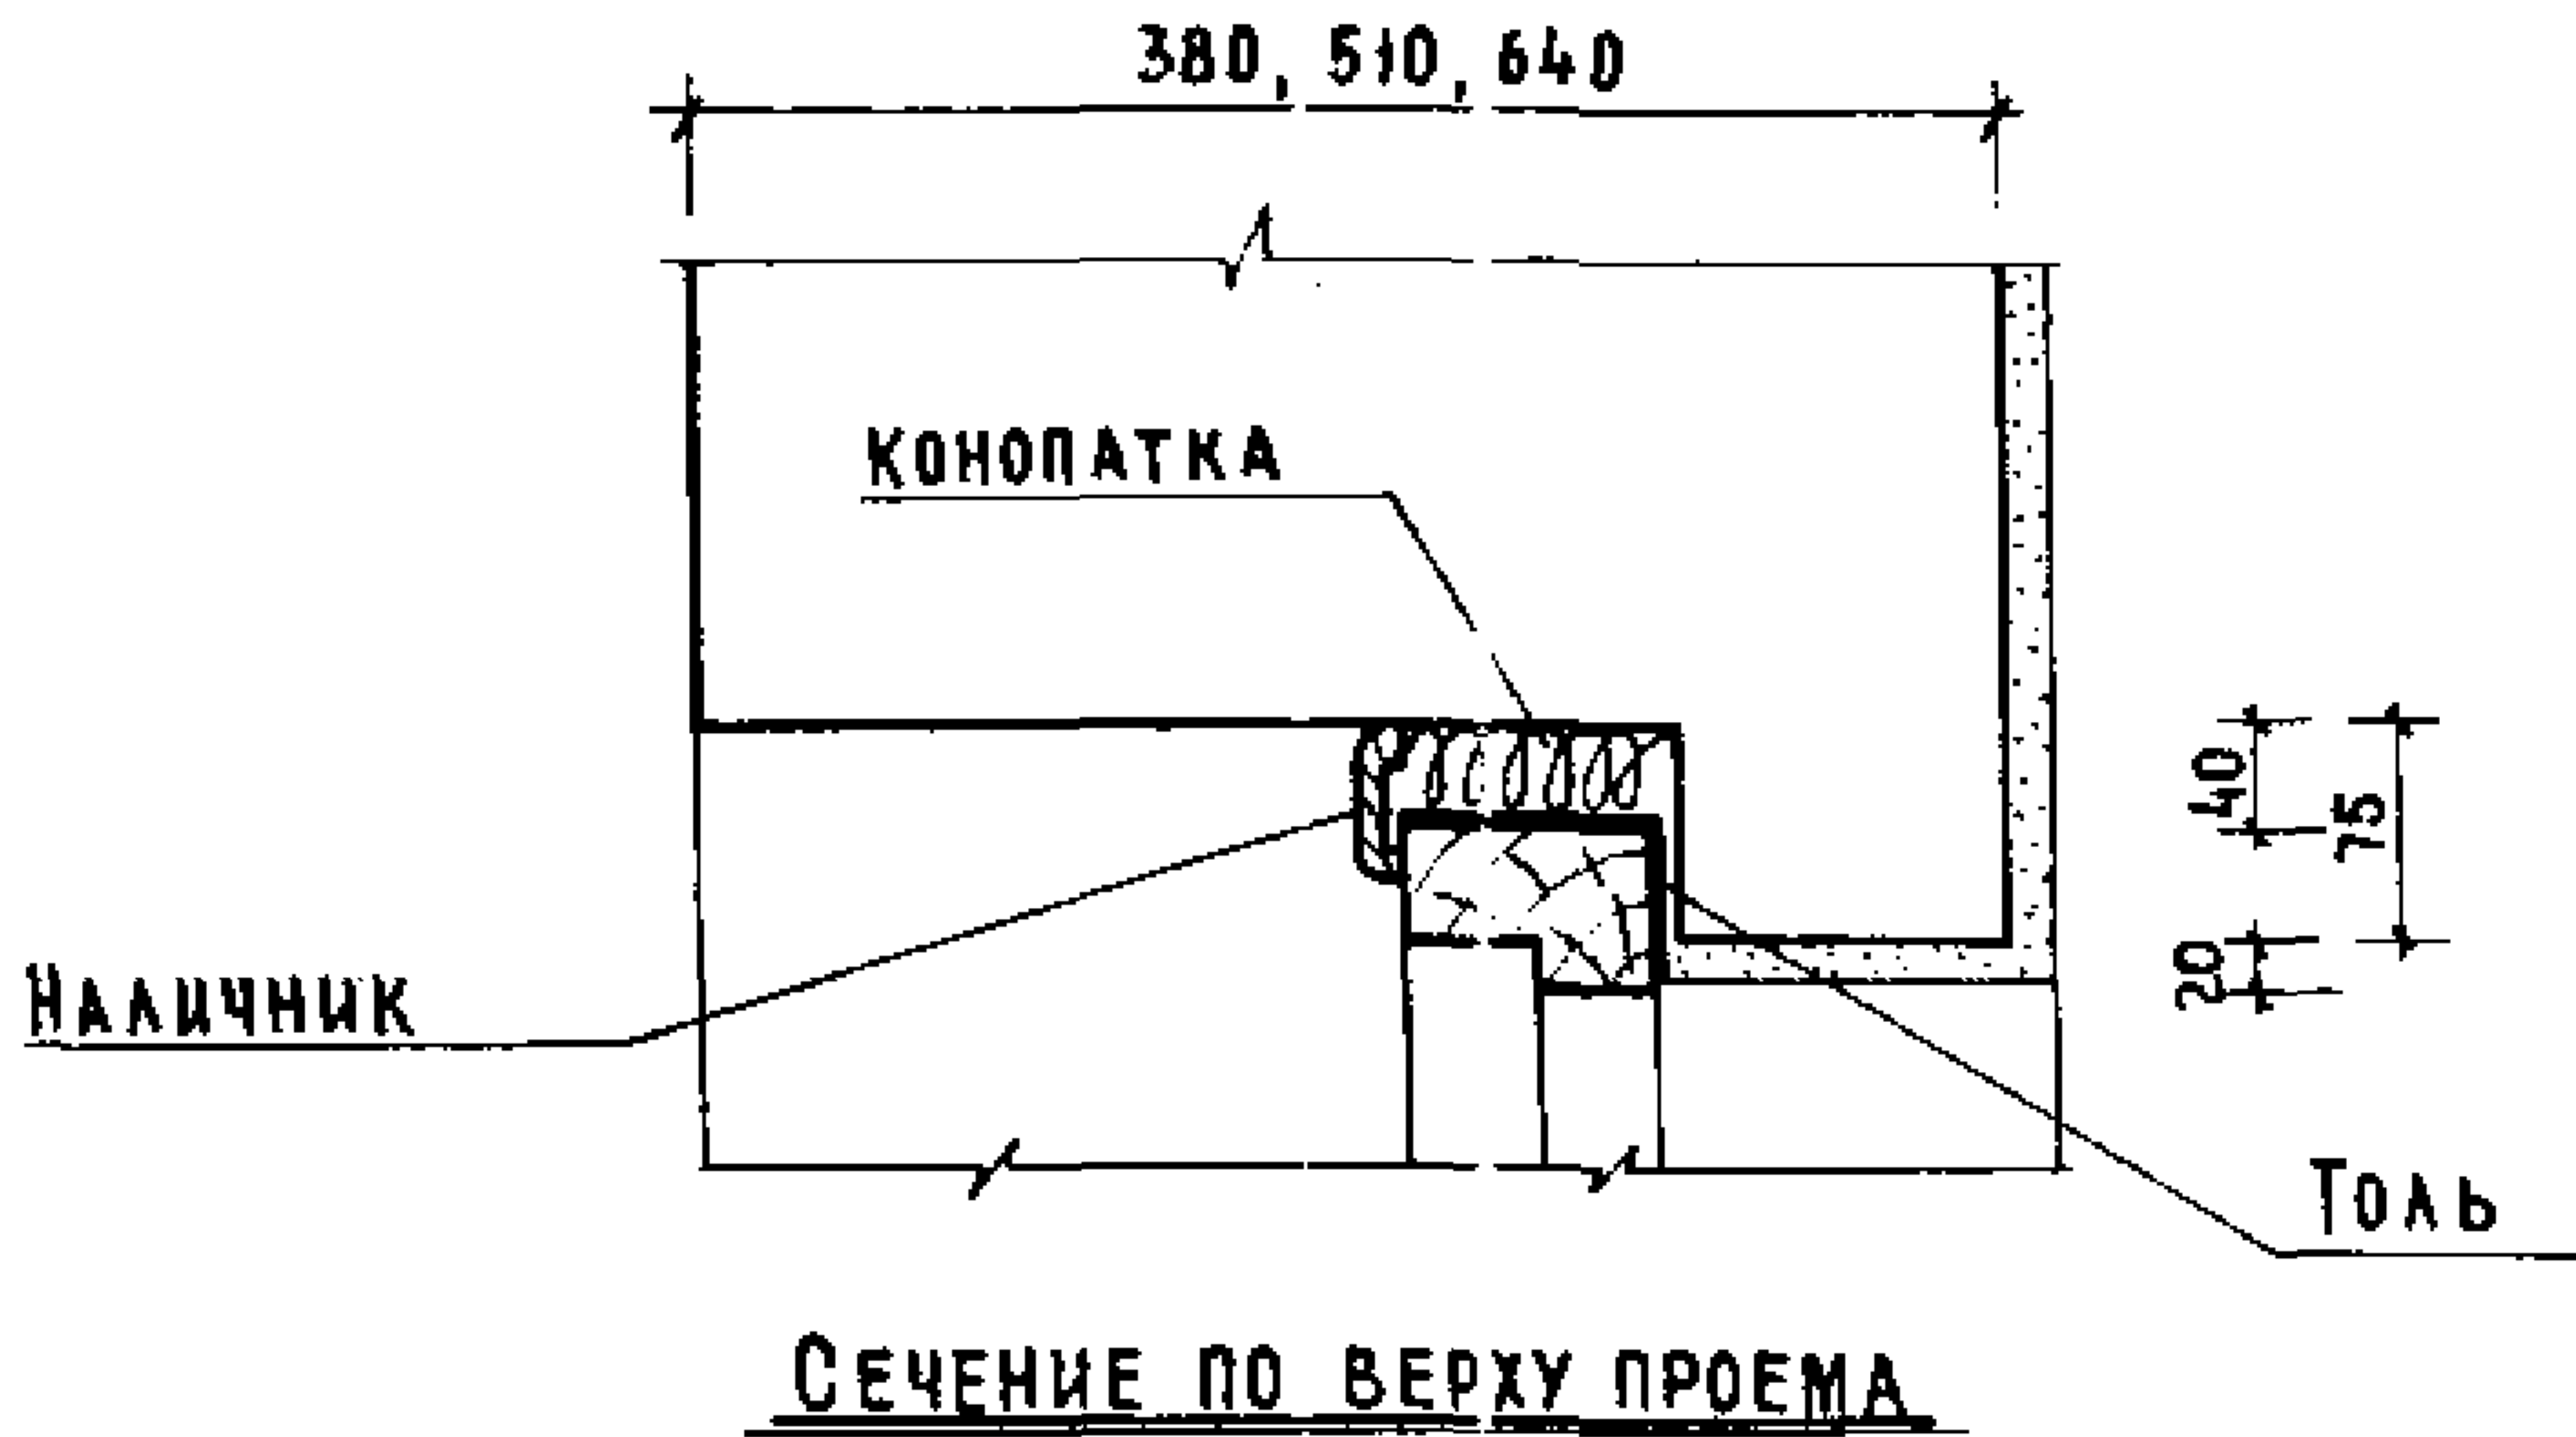 380, 510, 640
КОНОПАТКА
40
75
20
НАЛИЧНИК
ТОЛЬ
СЕЧЕНИЕ ПО ВЕРХУ ПРОЕМА